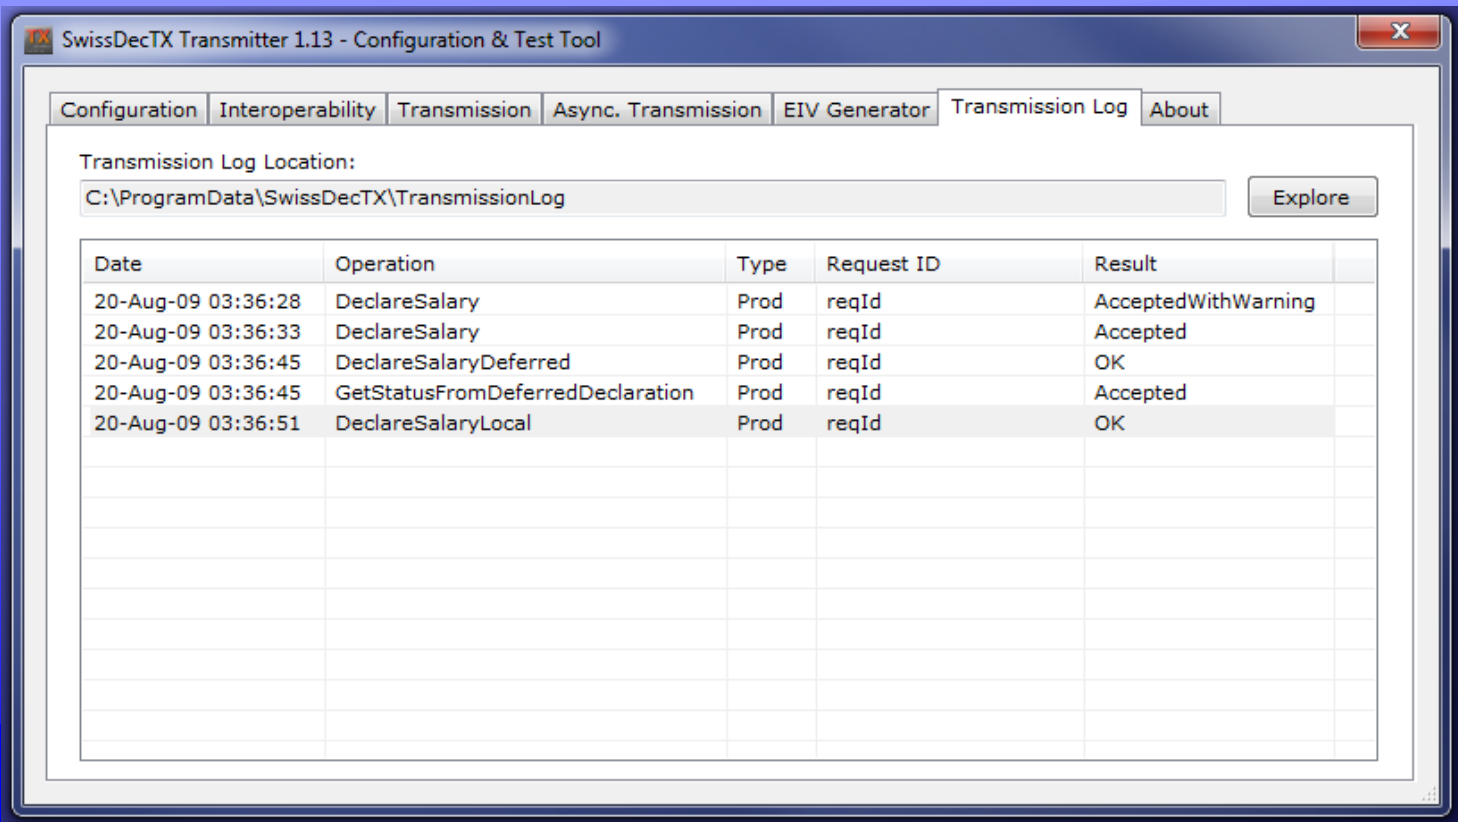 TX SwissDecTX Transmitter 1.13 - Configuration & Test Tool
Configuration Interoperability Transmission Async. Transmission EIV Generator Transmission Log About
Transmission Log Location:
C:\ProgramData\SwissDecTX\TransmissionLog Explore
Date Operation Type Request ID Result
20-Aug-09 03:36:28 DeclareSalary Prod reqId AcceptedWithWarning
20-Aug-09 03:36:33 DeclareSalary Prod reqId Accepted
20-Aug-09 03:36:45 DeclareSalaryDeferred Prod reqId OK
20-Aug-09 03:36:45 GetStatusFromDeferredDeclaration Prod reqId Accepted
20-Aug-09 03:36:51 DeclareSalaryLocal Prod reqId OK